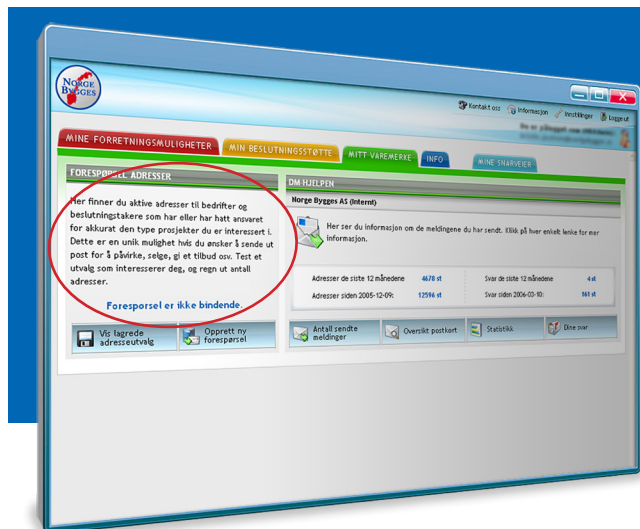 NORGE
BYGGES
Kontakt oss
Informasjon
Innstillinger
Logge ut
MINE FORRETNINGSMULIGHETER
MIN BESLUTNINGSSTØTTE
MITT VAREMERKE
INFO
MINE SNARVEIER
FORESPØRSEL ADRESSER
Her finner du aktive adresser til bedrifter og
beslutningstakere som har eller har hatt ansvaret
for akkurat den type prosjekter du er interessert i.
Dette er en unik mulighet hvis du ønsker å sende ut
post for å påvirke, selge, gi et tilbud osv. Test et
utvalg som interesserer deg, og regn ut antall
adresser.
Foresporsel er ikke bindende.
Vis lagrede
adresseutvalg
Opprett ny
forespørsel
DM-HJELPEN
Norge Bygges AS (Internt)
Her ser du informasjon om de meldingene du har sendt. Klikk på hver enkelt lenke for mer
informasjon.
Adresser de siste 12 månedene 4678 st
Svar de siste 12 månedene 4 st
Adresser siden 2005-12-09: 12596 st
Svar siden 2006-03-10: 161 st
Antall sendte
meldinger
Oversikt postkort
Statistikk
Dine svar